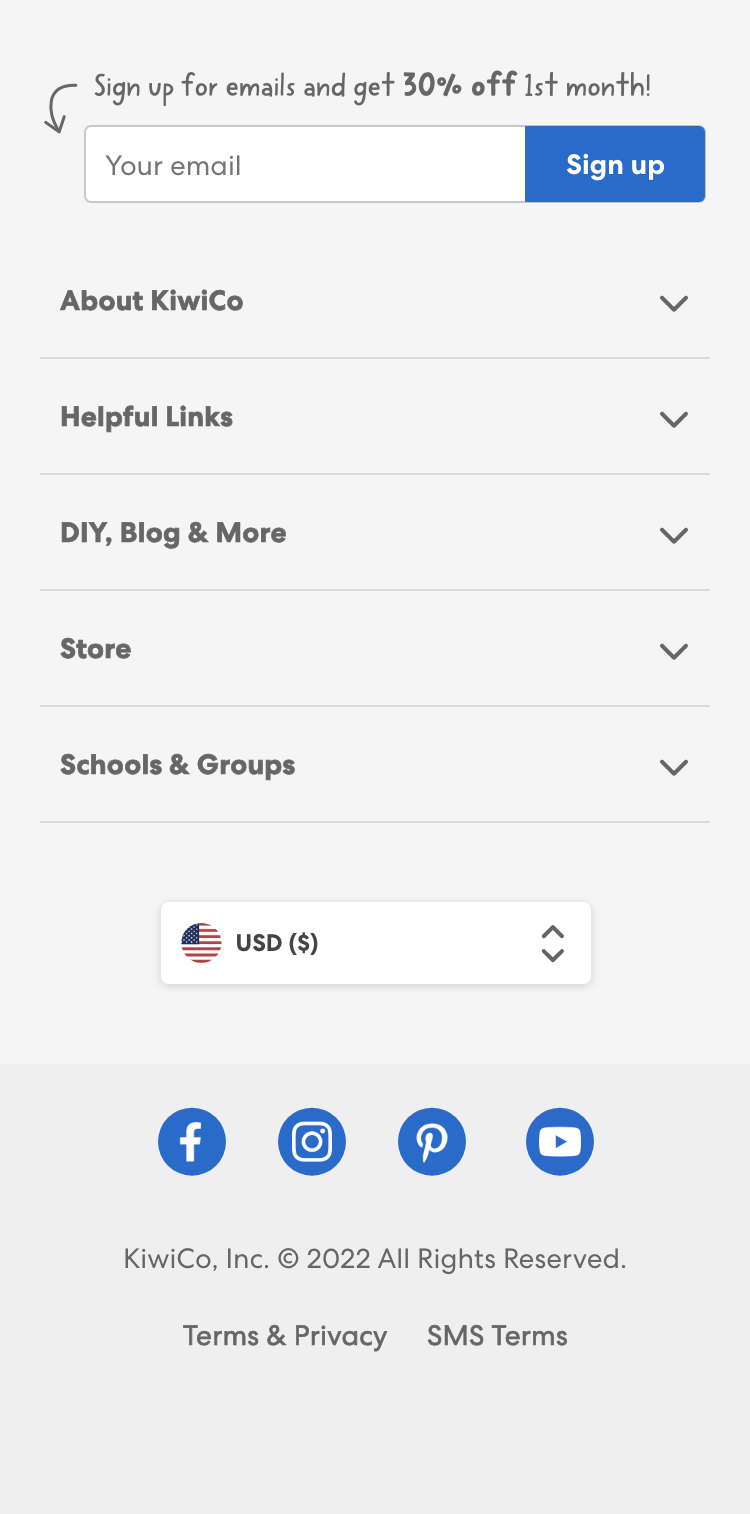 Sign up for emails and get 30% off 1st month!
Your email
Sign up
About KiwiCo
Helpful Links
DIY, Blog & More
Store
Schools & Groups
USD ($)
KiwiCo, Inc. © 2022 All Rights Reserved.
Terms & Privacy SMS Terms